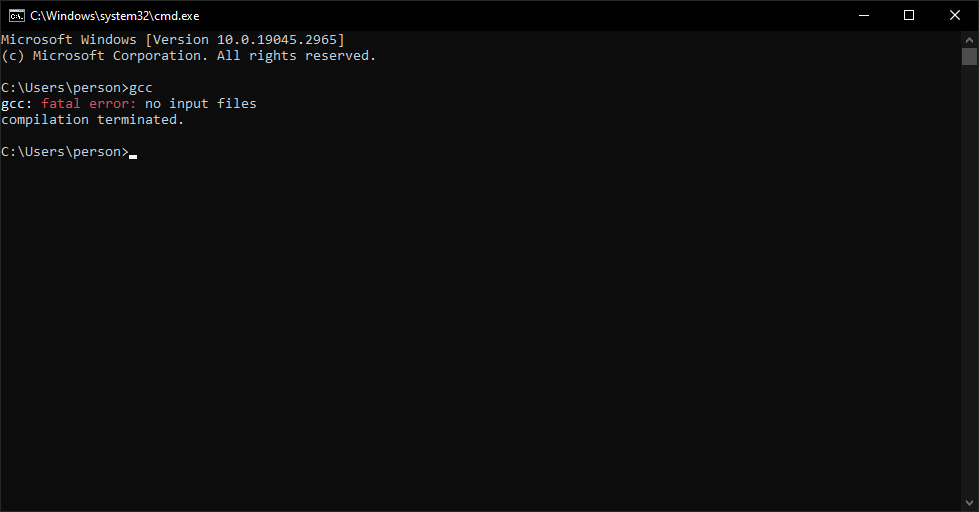 C:\Windows\system32\cmd.exe
Microsoft Windows [Version 10.0.19045.2965]
(c) Microsoft Corporation. All rights reserved.
C:\Users\person>gcc
gcc: fatal error: no input files
compilation terminated.
C:\Users\person>